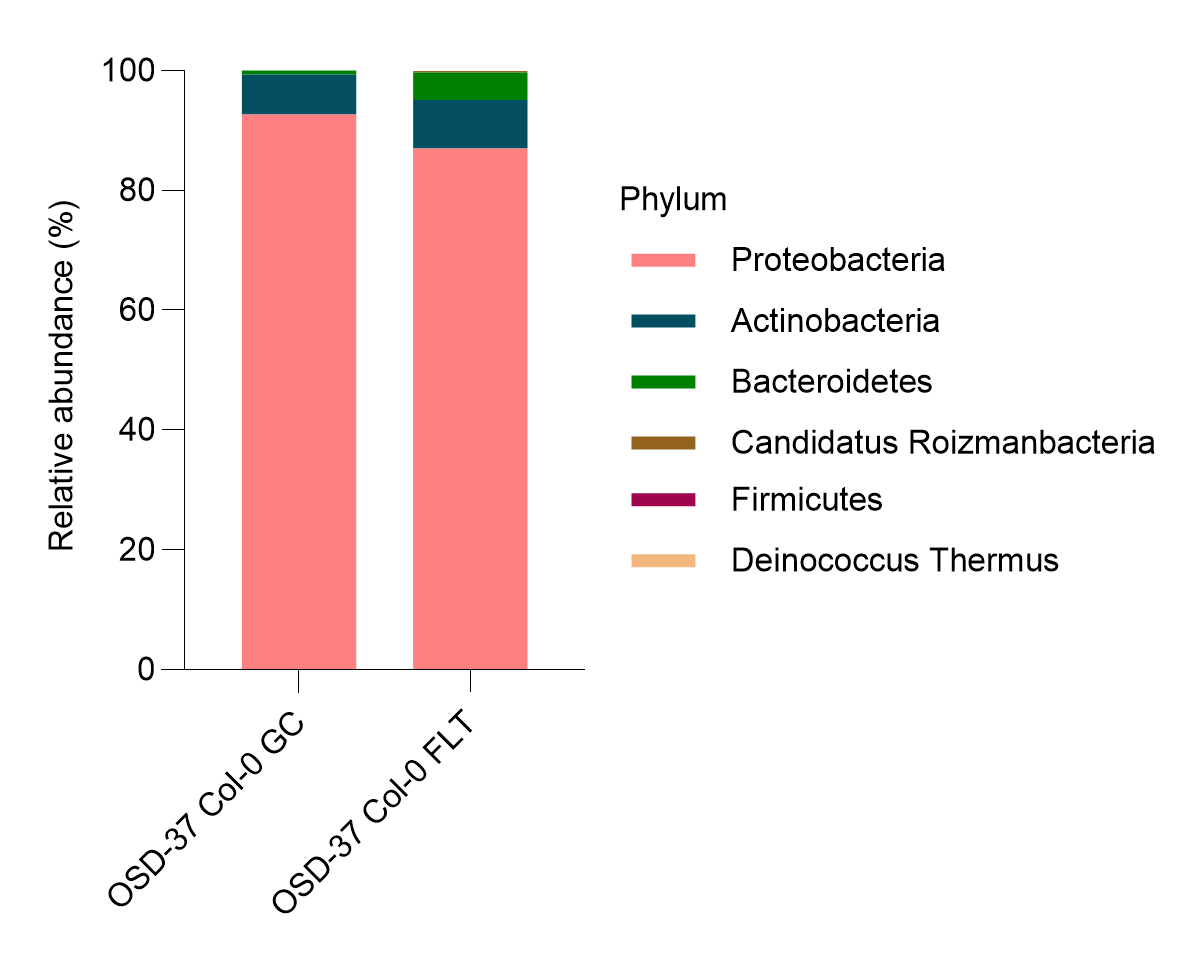 Relative abundance (%)
100
80
60
40
20
0
OSD-37 Col-0 GC
OSD-37 Col-0 FLT
Phylum
Proteobacteria
Actinobacteria
Bacteroidetes
Candidatus Roizmanbacteria
Firmicutes
Deinococcus Thermus